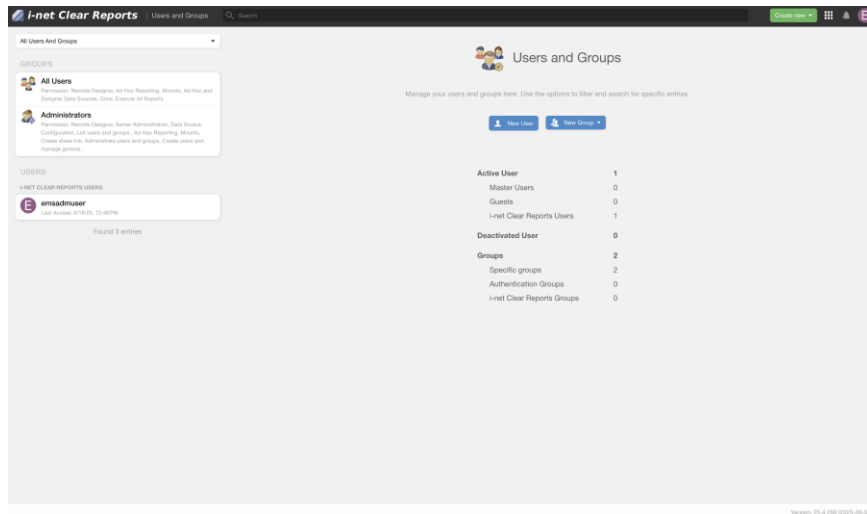 i-net Clear Reports Users and Groups Search Create new E
All Users And Groups
GROUPS
All Users
Permission: Remote Designer, Ad Hoc Reporting, Mounts, Ad Hoc and
Designer Data Sources, Drive, Execute All Reports
Administrators
Permission: Remote Designer, Server Administration, Data Source
Configuration, List users and groups , Ad Hoc Reporting, Mounts,
Create share link, Administrate users and groups, Create users and
manage general...
USERS
I-NET CLEAR REPORTS USERS
E
emsadmuser
Last Access: 6/18/25, 12:46 PM
Found 3 entries
Users and Groups
Manage your users and groups here. Use the options to filter and search for specific entries.
New User New Group
Active User 1
Master Users 0
Guests 0
i-net Clear Reports Users 1
Deactivated User 0
Groups 2
Specific groups 2
Authentication Groups 0
i-net Clear Reports Groups 0